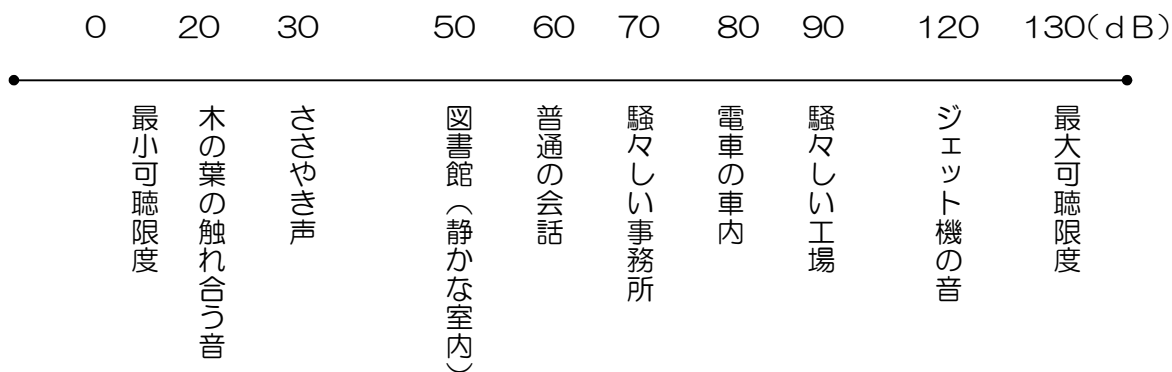 0 20 30 50 60 70 80 90 120 130(dB)
最小可聴限度
木の葉の触れ合う音
ささやき声
図書館（静かな室内）
普通の会話
騒々しい事務所
電車の車内
騒々しい工場
ジェット機の音
最大可聴限度